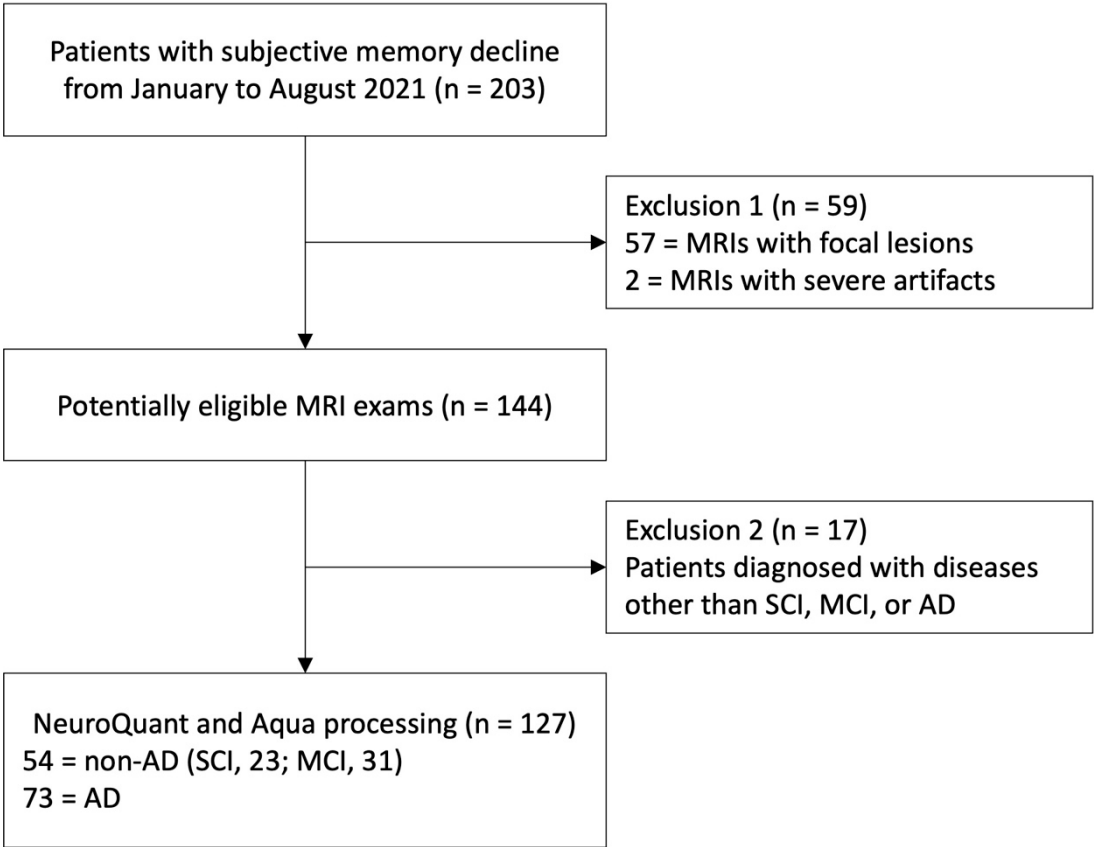 Patients with subjective memory decline
from January to August 2021 (n = 203)
Exclusion 1 (n = 59)
57 = MRIs with focal lesions
2 = MRIs with severe artifacts
Potentially eligible MRI exams (n = 144)
Exclusion 2 (n = 17)
Patients diagnosed with diseases
other than SCI, MCI, or AD
NeuroQuant and Aqua processing (n = 127)
54 = non-AD (SCI, 23; MCI, 31)
73 = AD